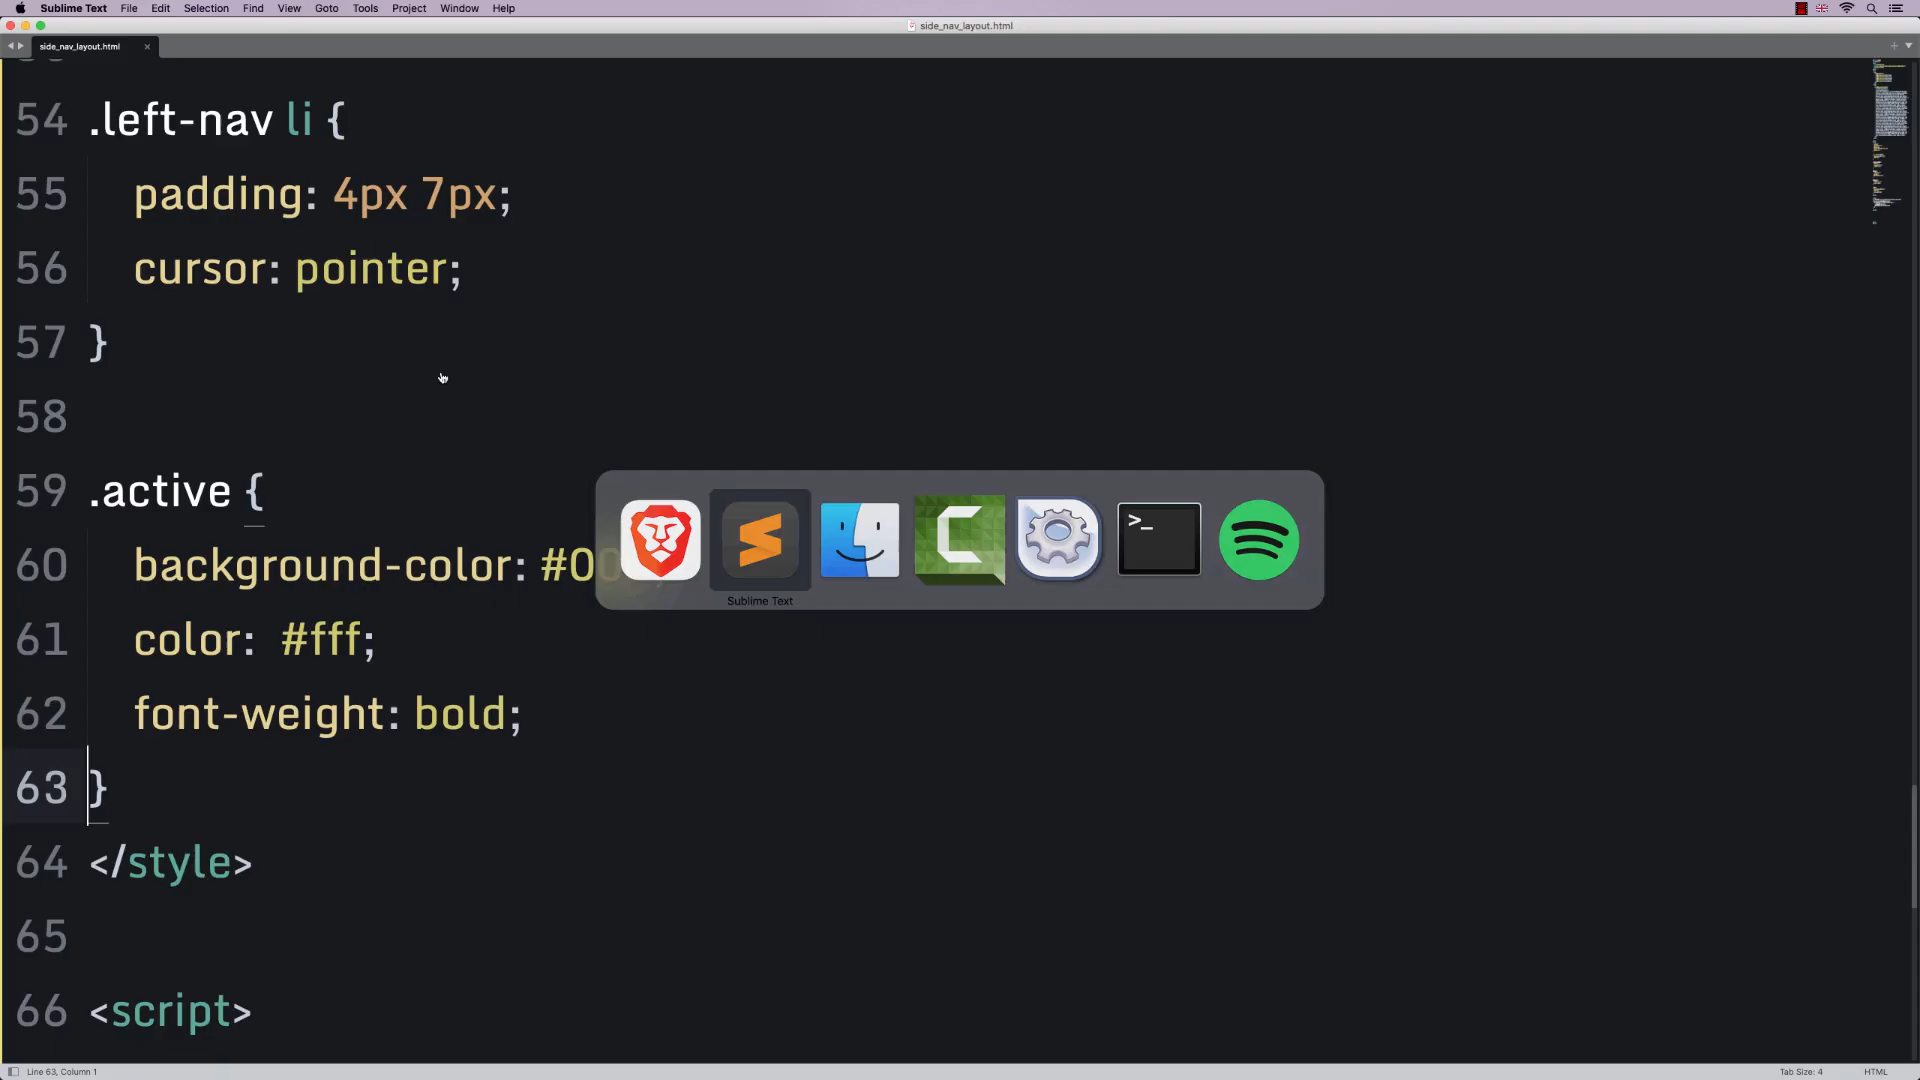 Sublime Text File Edit Selection Find View Goto Tools Project Window Help
side_nav_layout.html
side_nav_layout.html
54 .left-nav li {
55 padding: 4px 7px;
56 cursor: pointer;
57 }
58
59 .active {
60 background-color: #00
61 color:  #fff;
62 font-weight: bold;
63 }
64 </style>
65
66 <script>
>_
Sublime Text
Line 63, Column 1
Tab Size: 4
HTML